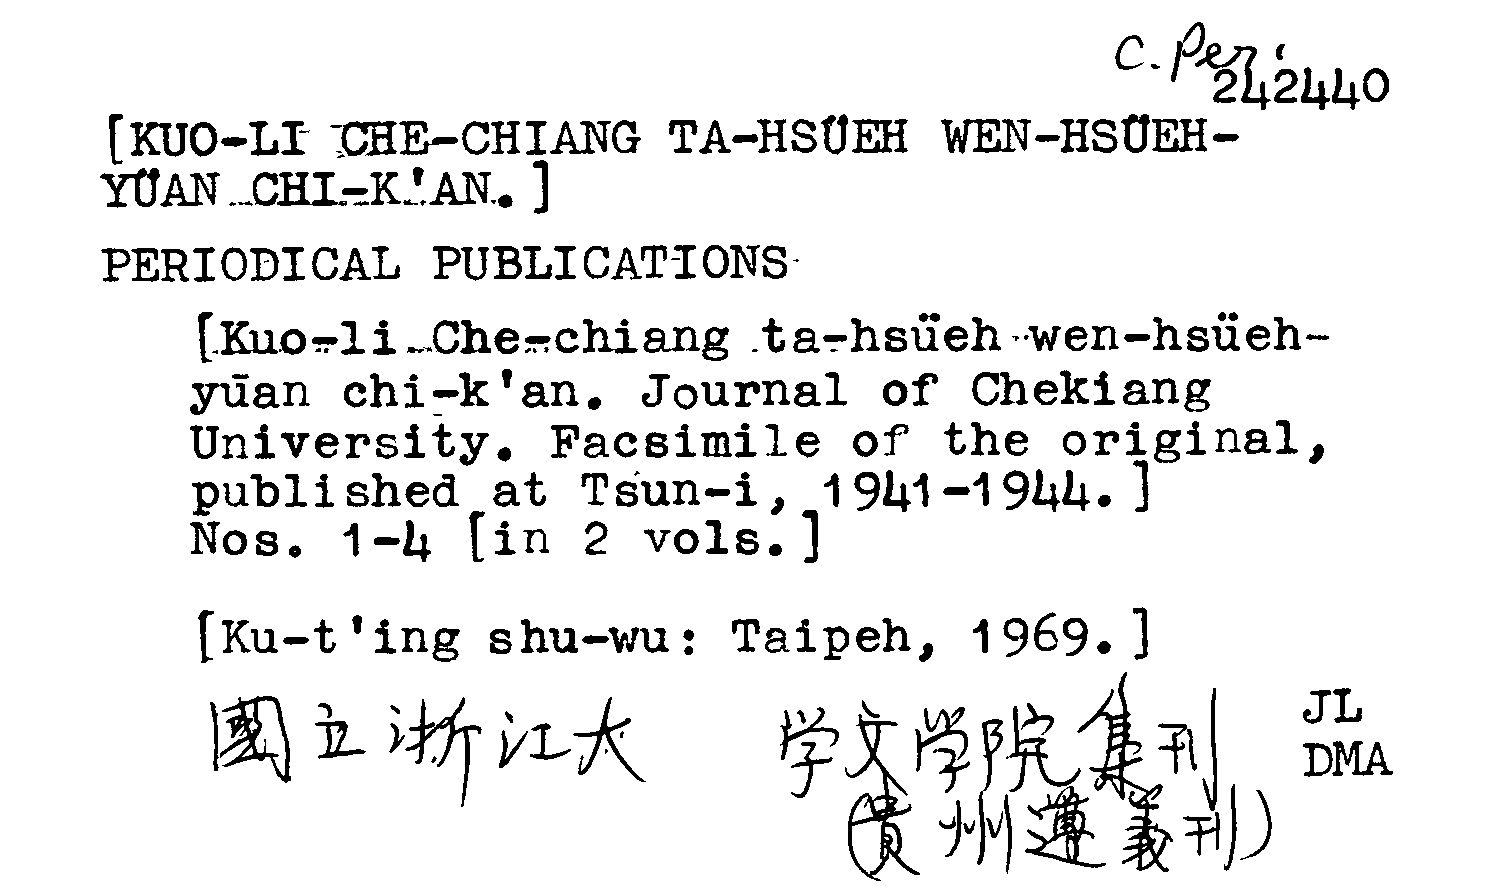 C. Per.
242440
[KUO-LI CHE-CHIANG TA-HSÜEH WEN-HSÜEH-
YÜAN CHI-K'AN.]
PERIODICAL PUBLICATIONS
[Kuo-li Che-chiang ta-hsüeh wen-hsüeh-
yüan chi-k'an. Journal of Chekiang
University. Facsimile of the original,
published at Tsun-i, 1941-1944.]
Nos. 1-4 [in 2 vols.]
[Ku-t'ing shu-wu: Taipeh, 1969.]
國立浙江大 学文学院集刊 JL
(貴州遵義刊) DMA